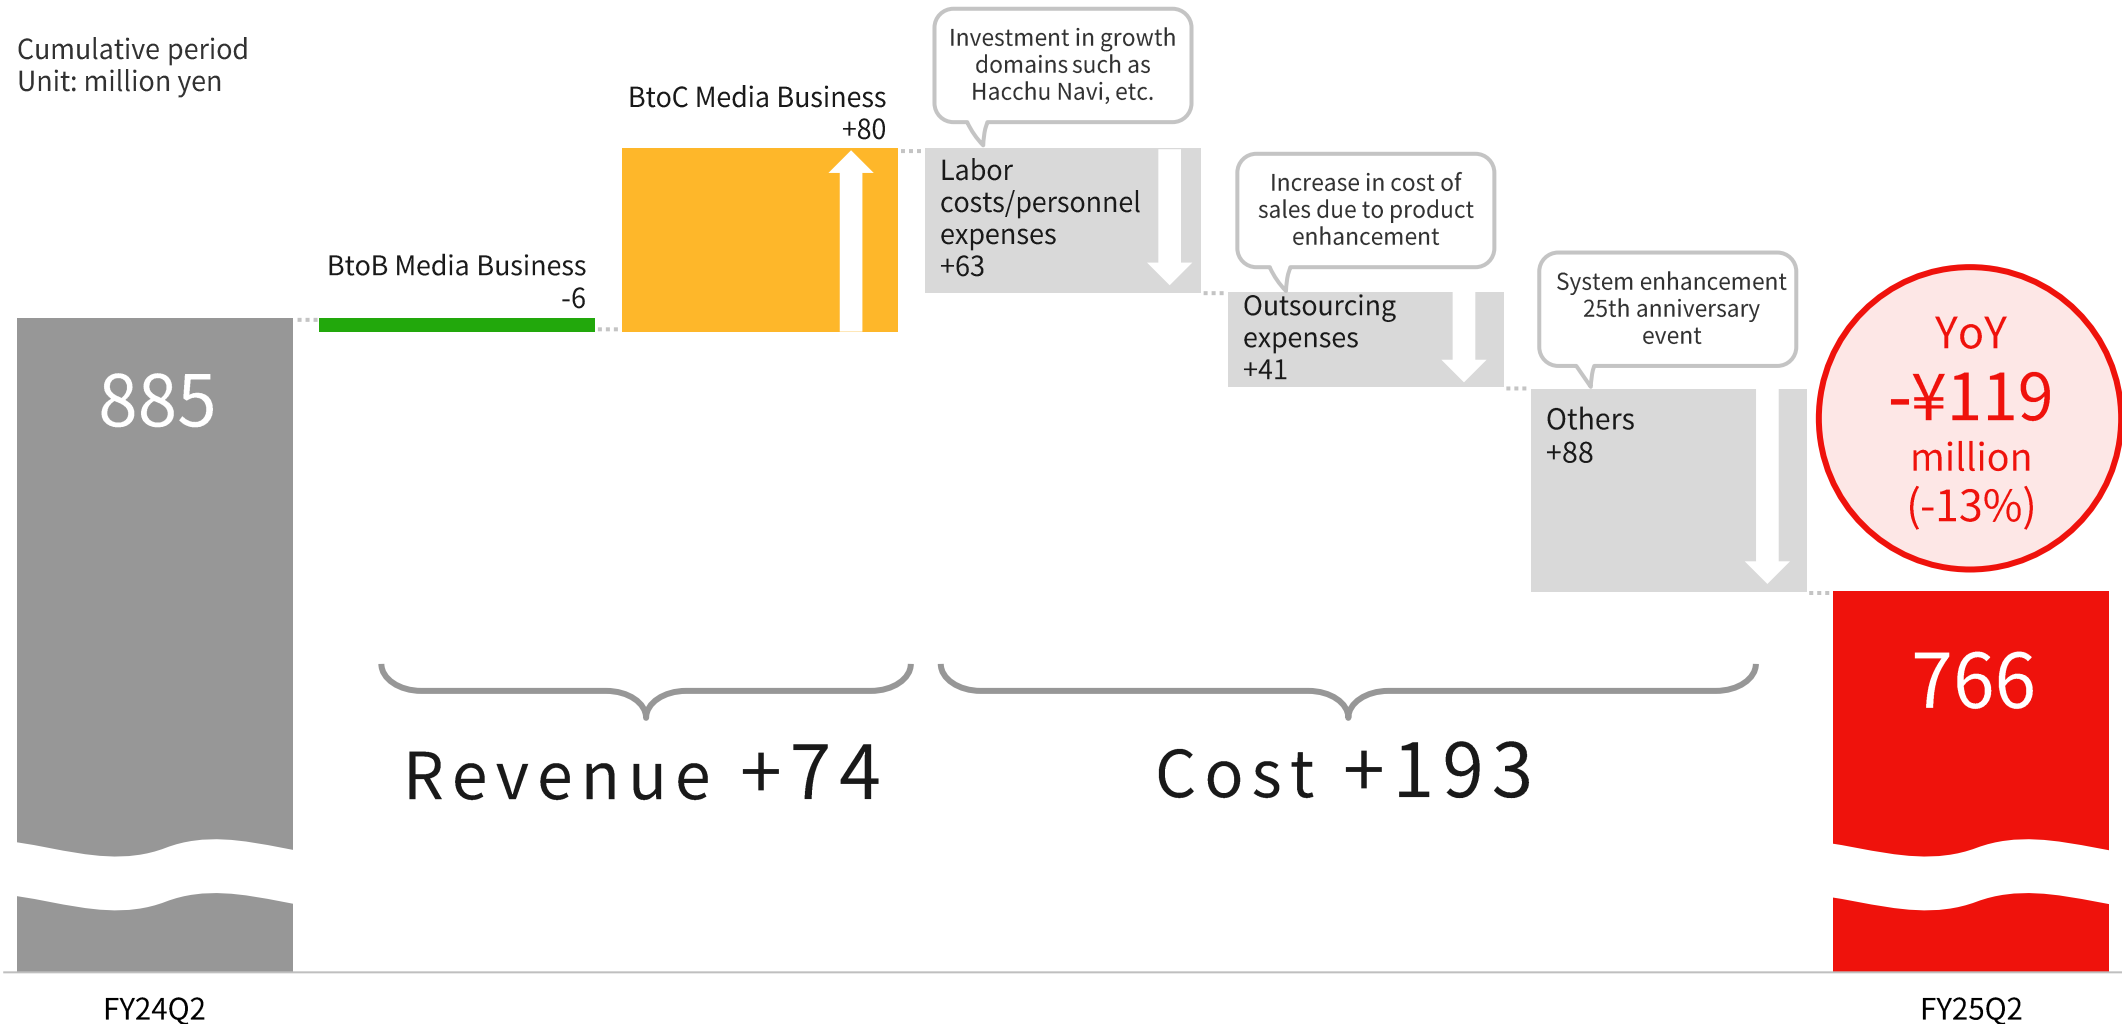 Cumulative period
Unit: million yen
885
FY24Q2
BtoB Media Business
-6
BtoC Media Business
+80
Revenue +74
Investment in growth
domains such as
Hacchu Navi, etc.
Labor
costs/personnel
expenses
+63
Increase in cost of
sales due to product
enhancement
Outsourcing
expenses
+41
System enhancement
25th anniversary
event
Others
+88
Cost +193
YoY
-¥119
million
(-13%)
766
FY25Q2